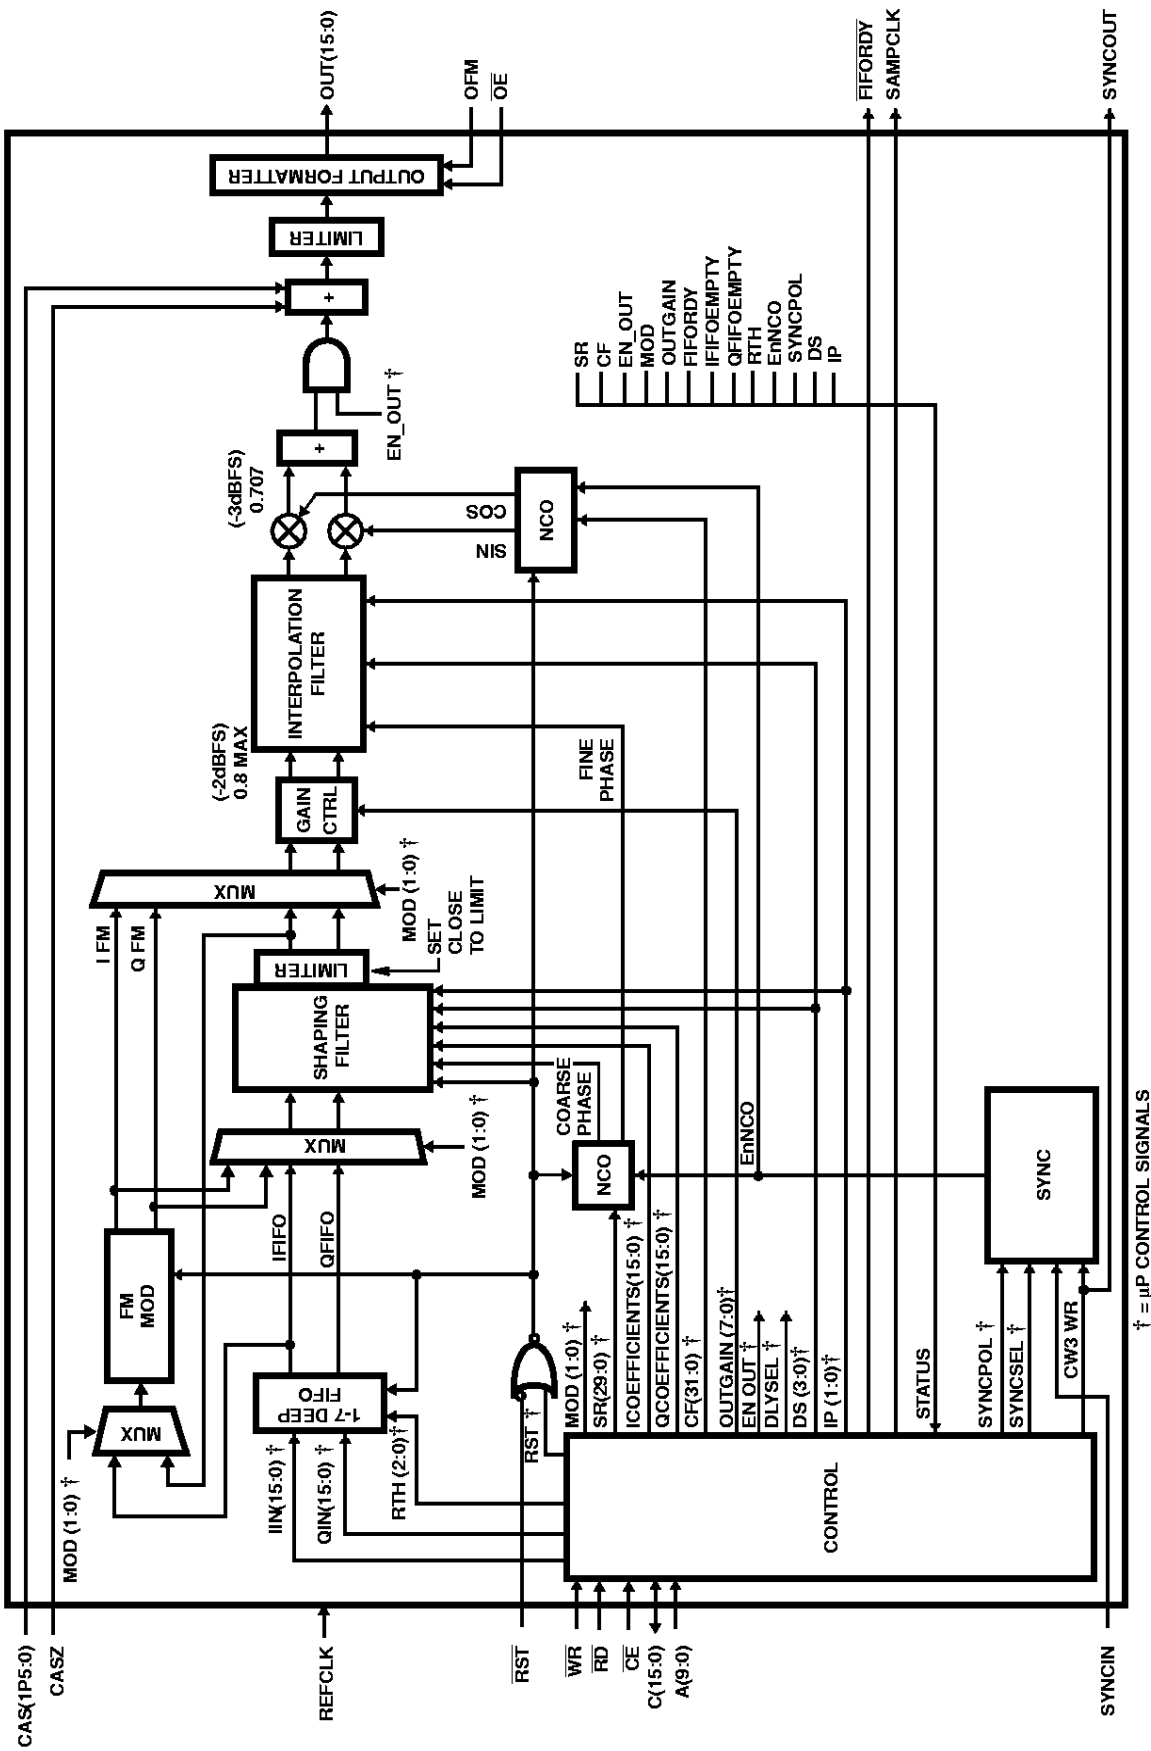 CAS(1P5:0)
CASZ
REFCLK
RST
WR
RD
CE
C(15:0)
A(9:0)
SYNCIN
MOD (1:0) †
MUX
FM
MOD
I FM
Q FM
IIN(15:0) †
QIN(15:0) †
RTH (2:0)†
1-7 DEEP
FIFO
IFIFO
QFIFO
MUX
MOD (1:0) †
SHAPING
FILTER
LIMITER
SET
CLOSE
TO LIMIT
MUX
MOD (1:0) †
GAIN
CTRL
(-2dBFS)
0.8 MAX
INTERPOLATION
FILTER
(-3dBFS)
0.707
+
EN_OUT †
+
LIMITER
OUTPUT FORMATTER
OUT(15:0)
OFM
OE
SIN
COS
NCO
FINE
PHASE
COARSE
PHASE
NCO
EnNCO
RST †
MOD (1:0) †
SR(29:0) †
ICOEFFICIENTS(15:0) †
QCOEFFICIENTS(15:0) †
CF(31:0) †
OUTGAIN (7:0)†
EN OUT †
DLYSEL †
DS (3:0)†
IP (1:0)†
STATUS
SYNCPOL †
SYNCSEL †
CW3 WR
CONTROL
SYNC
SR
CF
EN_OUT
MOD
OUTGAIN
FIFORDY
IFIFOEMPTY
QFIFOEMPTY
RTH
EnNCO
SYNCPOL
DS
IP
FIFORDY
SAMPCLK
SYNCOUT
† = µP CONTROL SIGNALS